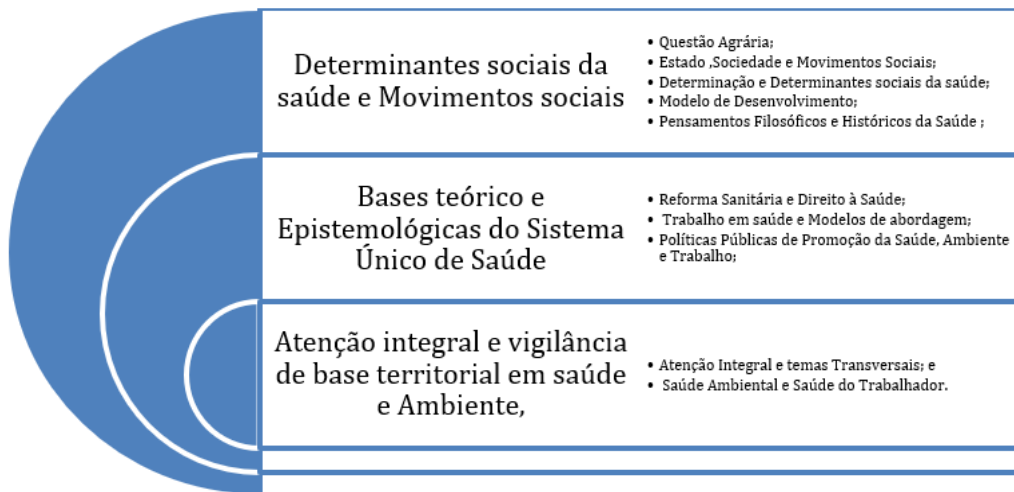 Determinantes sociais da
saúde e Movimentos sociais
• Questão Agrária;
• Estado ,Sociedade e Movimentos Sociais;
• Determinação e Determinantes sociais da saúde;
• Modelo de Desenvolvimento;
• Pensamentos Filosóficos e Históricos da Saúde ;
Bases teórico e
Epistemológicas do Sistema
Único de Saúde
• Reforma Sanitária e Direito à Saúde;
• Trabalho em saúde e Modelos de abordagem;
• Políticas Públicas de Promoção da Saúde, Ambiente
e Trabalho;
Atenção integral e vigilância
de base territorial em saúde
e Ambiente,
• Atenção Integral e temas Transversais; e
• Saúde Ambiental e Saúde do Trabalhador.